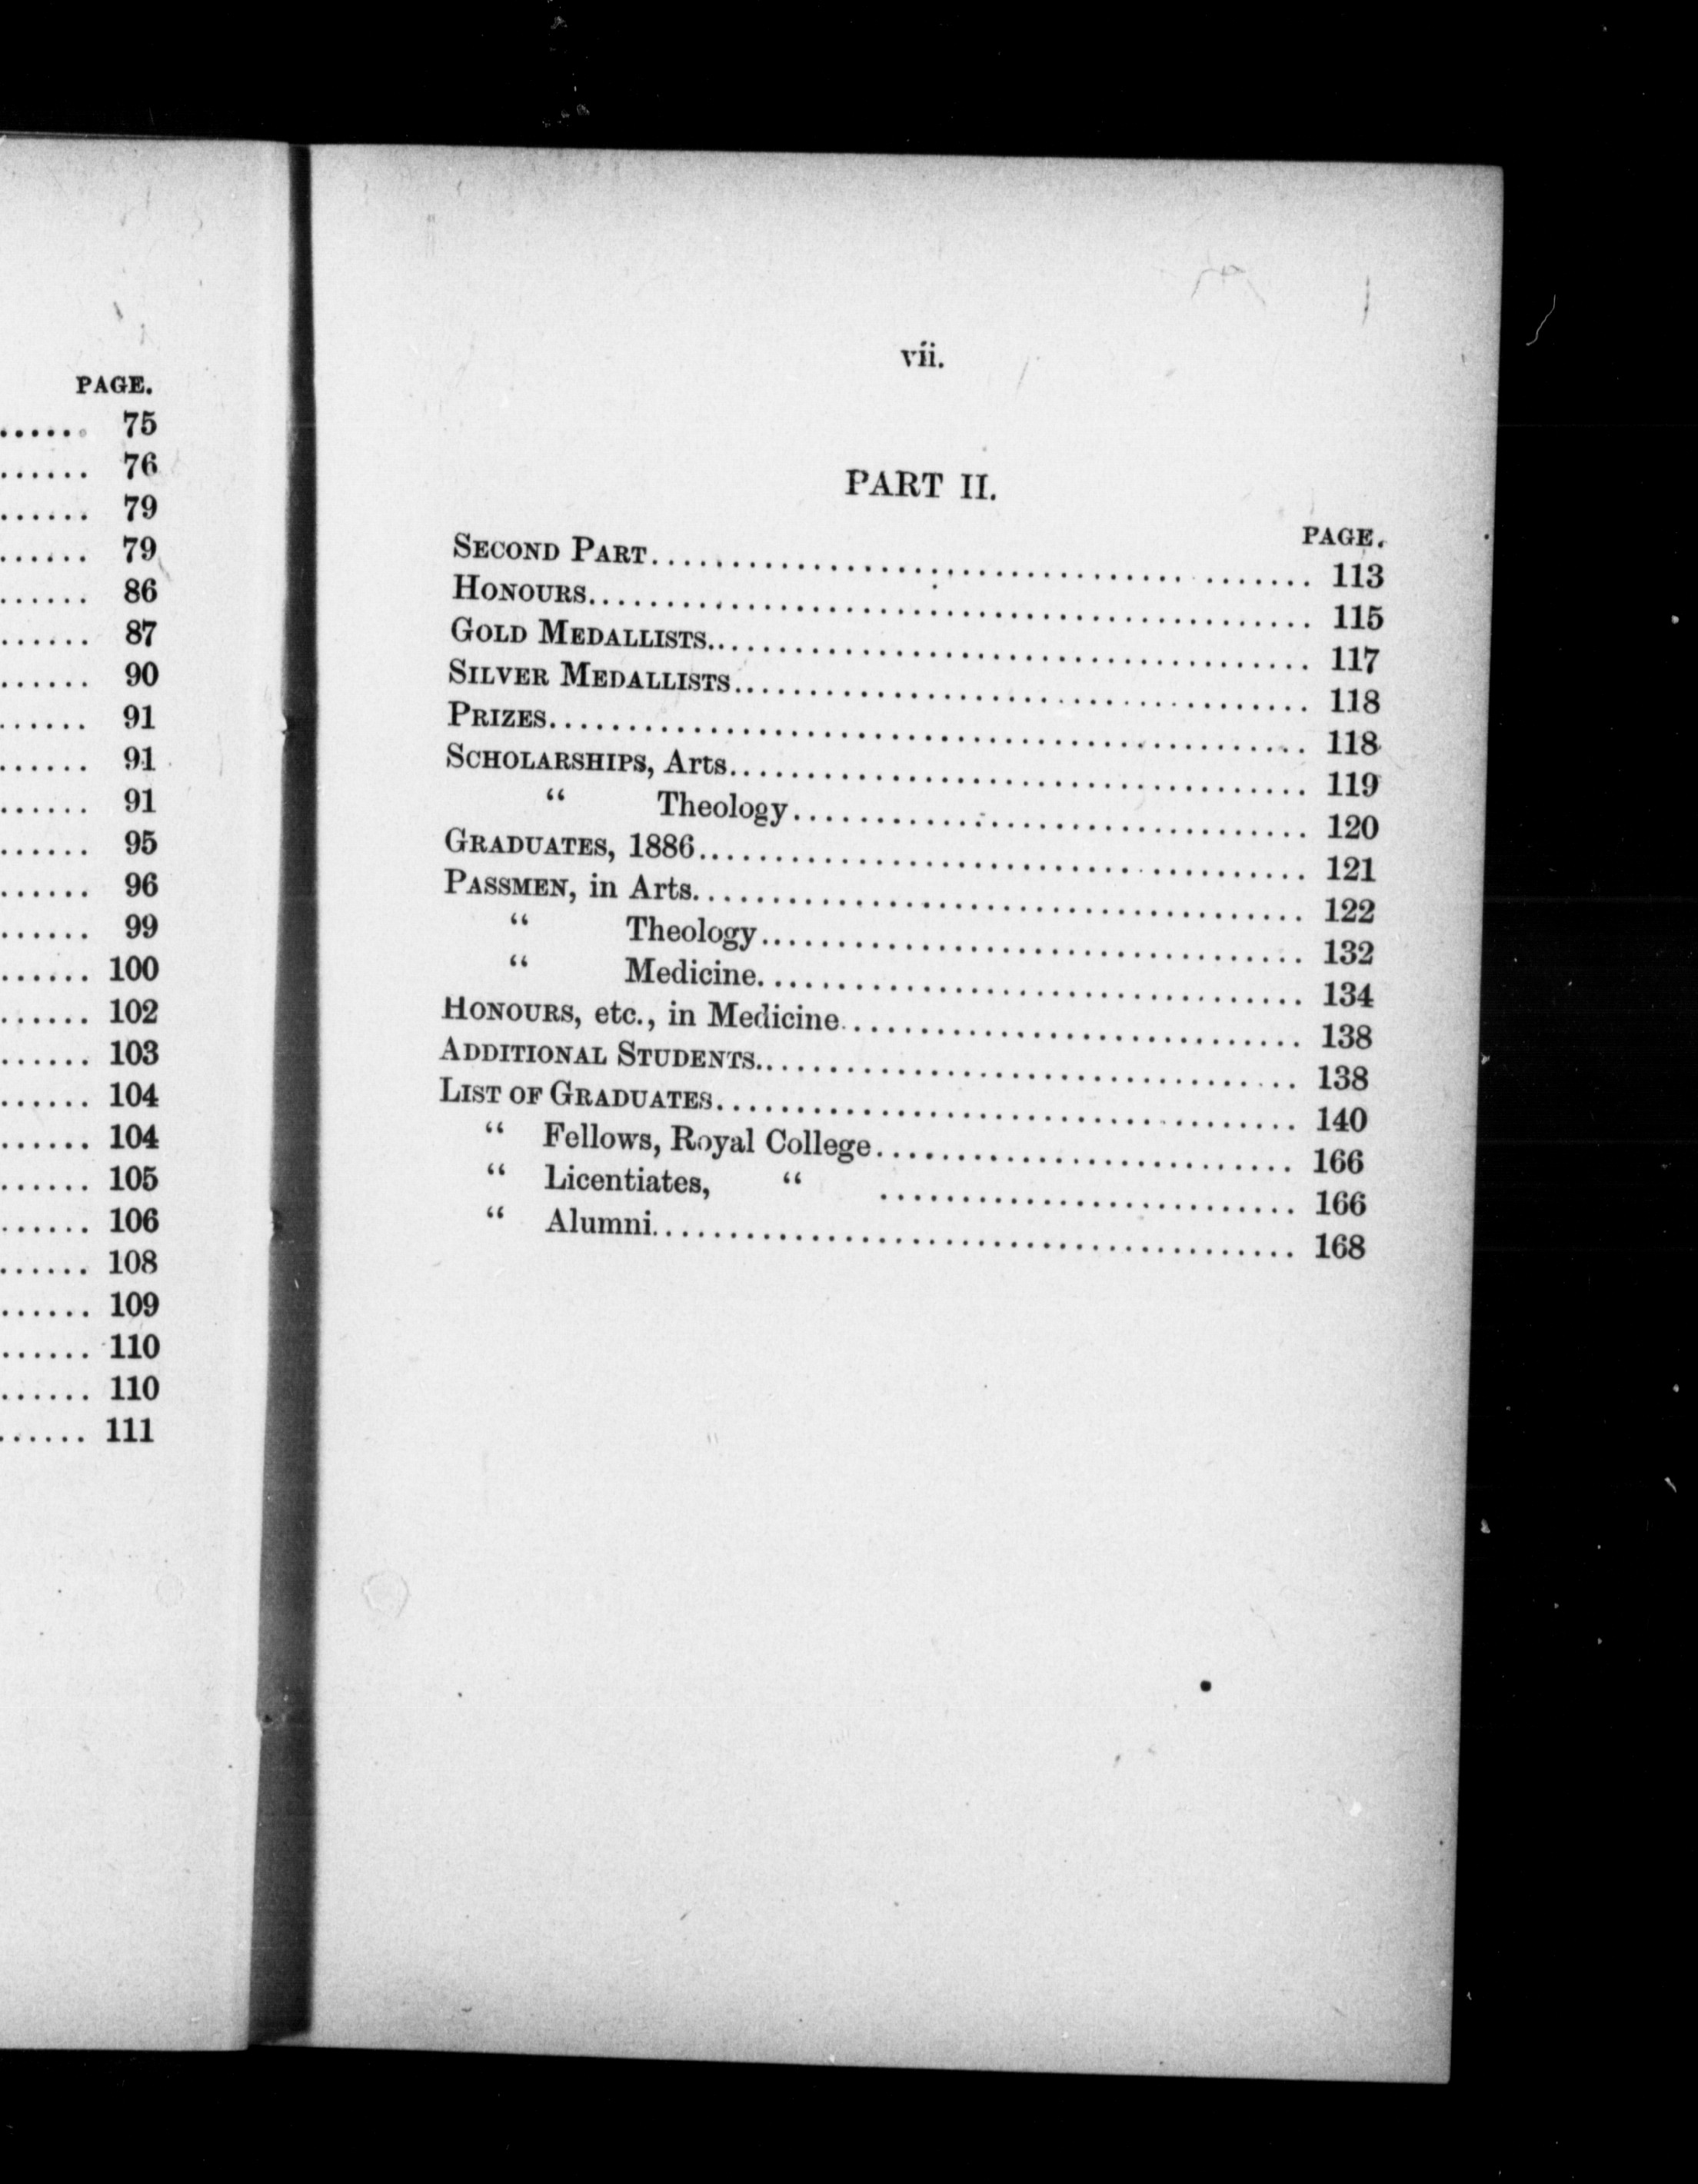 PAGE.
..... 75
...... 76
...... 79
...... 79
...... 86
...... 87
...... 90
...... 91
...... 91
...... 91
...... 95
...... 96
...... 99
...... 100
...... 102
...... 103
...... 104
...... 104
...... 105
...... 106
...... 108
...... 109
...... 110
...... 110
...... 111
vii.
PART II.
PAGE.
SECOND PART........................................ 113
HONOURS........................................ 115
GOLD MEDALLISTS........................................ 117
SILVER MEDALLISTS........................................ 118
PRIZES........................................ 118
SCHOLARSHIPS, Arts........................................ 119
“ Theology........................................ 120
GRADUATES, 1886........................................ 121
PASSMEN, in Arts........................................ 122
“ Theology........................................ 132
“ Medicine........................................ 134
HONOURS, etc., in Medicine........................................ 138
ADDITIONAL STUDENTS........................................ 138
LIST OF GRADUATES........................................ 140
“ Fellows, Royal College............................ 166
“ Licentiates, “ ............................ 166
“ Alumni........................................ 168